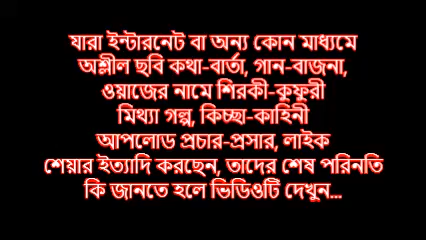 যারা ইন্টারনেট বা অন্য কোন মাধ্যমে
অশ্লীল ছবি কথা-বার্তা, গান-বাজনা,
ওয়াজের নামে শিরকী-কুফুরী
মিথ্যা গল্প, কিচ্ছা-কাহিনী
আপলোড প্রচার-প্রসার, লাইক
শেয়ার ইত্যাদি করছেন, তাদের শেষ পরিনতি
কি জানতে হলে ভিডিওটি দেখুন...